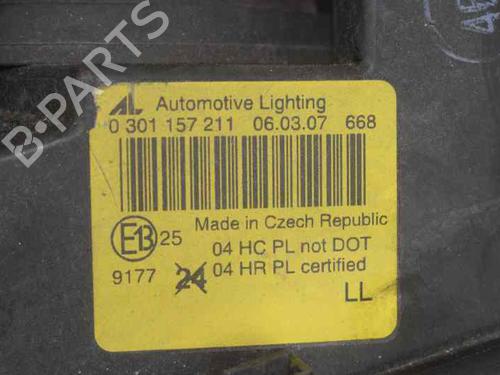 AL Automotive Lighting
0 301 157 211 06.03.07 668
Made in Czech Republic
E13 25
04 HC PL not DOT
9177 24 04 HR PL certified
LL
B-PARTS